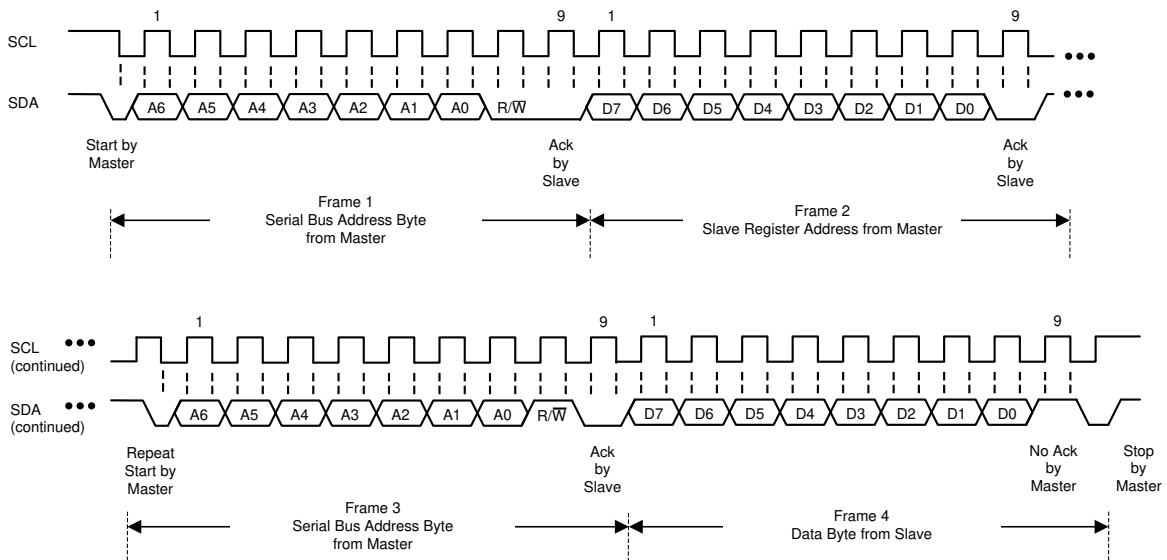 1 9 1 9
SCL
SDA A6 A5 A4 A3 A2 A1 A0 R/W̅ D7 D6 D5 D4 D3 D2 D1 D0
Start by
Master
Ack
by
Slave
Ack
by
Slave
Frame 1
Serial Bus Address Byte
from Master
Frame 2
Slave Register Address from Master
1 9 1 9
SCL
(continued)
SDA
(continued)
A6 A5 A4 A3 A2 A1 A0 R/W̅ D7 D6 D5 D4 D3 D2 D1 D0
Repeat
Start by
Master
Ack
by
Slave
No Ack
by
Master
Stop
by
Master
Frame 3
Serial Bus Address Byte
from Master
Frame 4
Data Byte from Slave